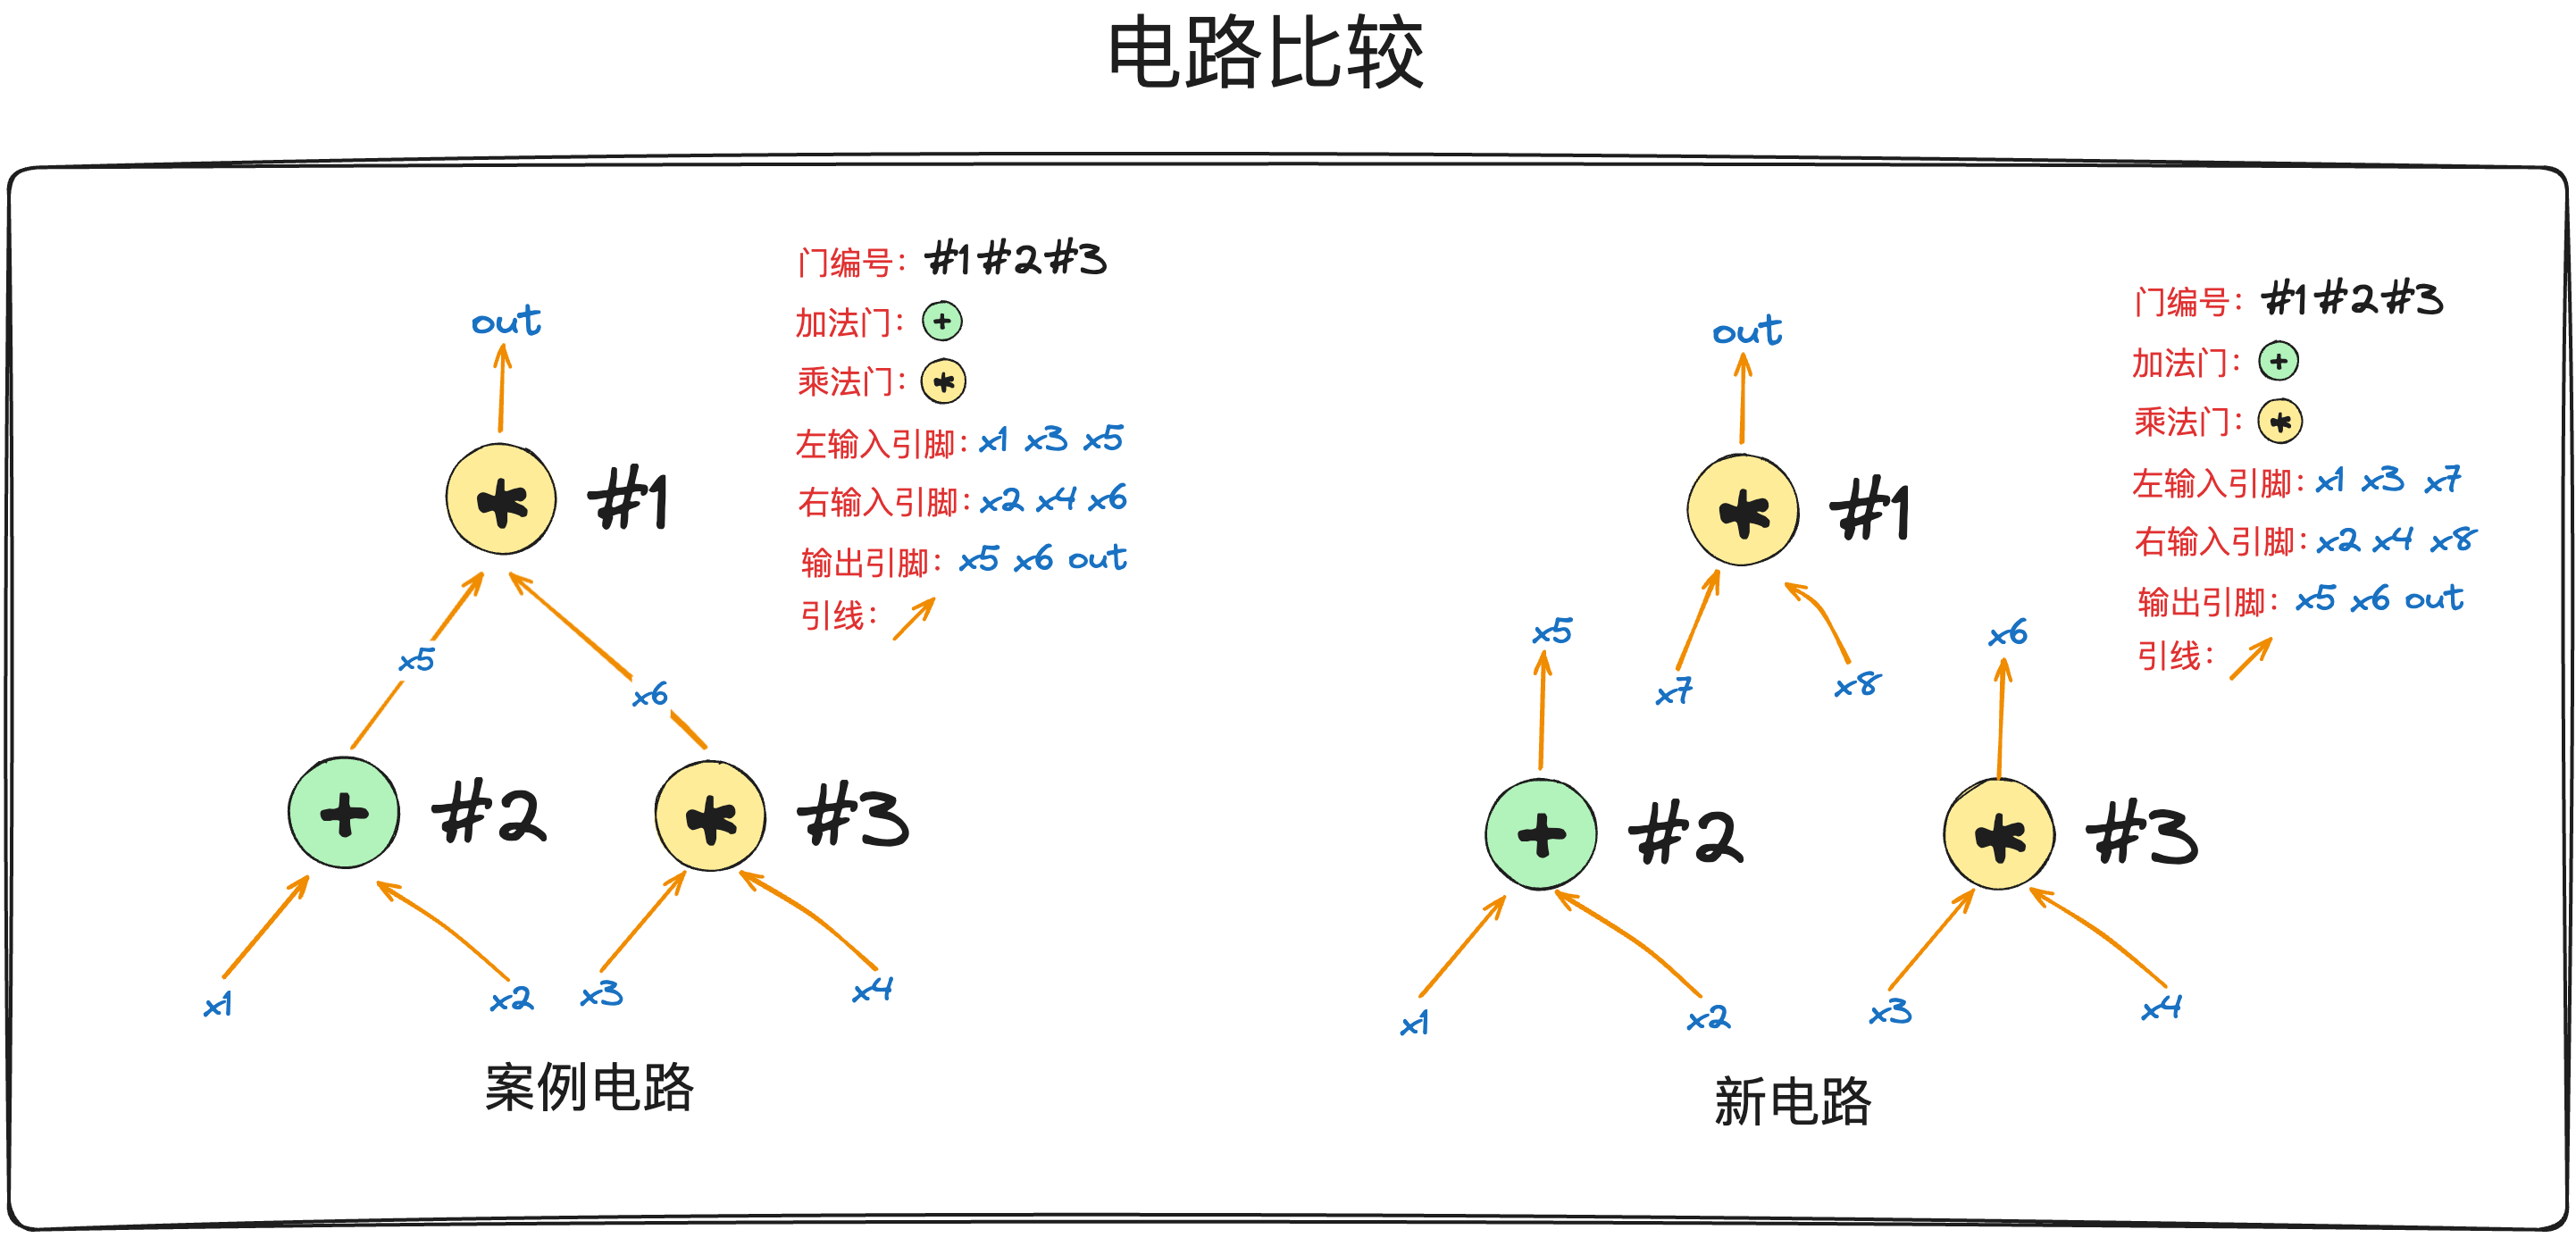 电路比较
门编号：#1 #2 #3
加法门：+
乘法门：*
左输入引脚：x1 x3 x5
右输入引脚：x2 x4 x6
输出引脚：x5 x6 out
引线：
out
* #1
x5
x6
+ #2
* #3
x1
x2
x3
x4
案例电路
门编号：#1 #2 #3
加法门：+
乘法门：*
左输入引脚：x1 x3 x7
右输入引脚：x2 x4 x8
输出引脚：x5 x6 out
引线：
out
* #1
x5
x6
x7
x8
+ #2
* #3
x1
x2
x3
x4
新电路